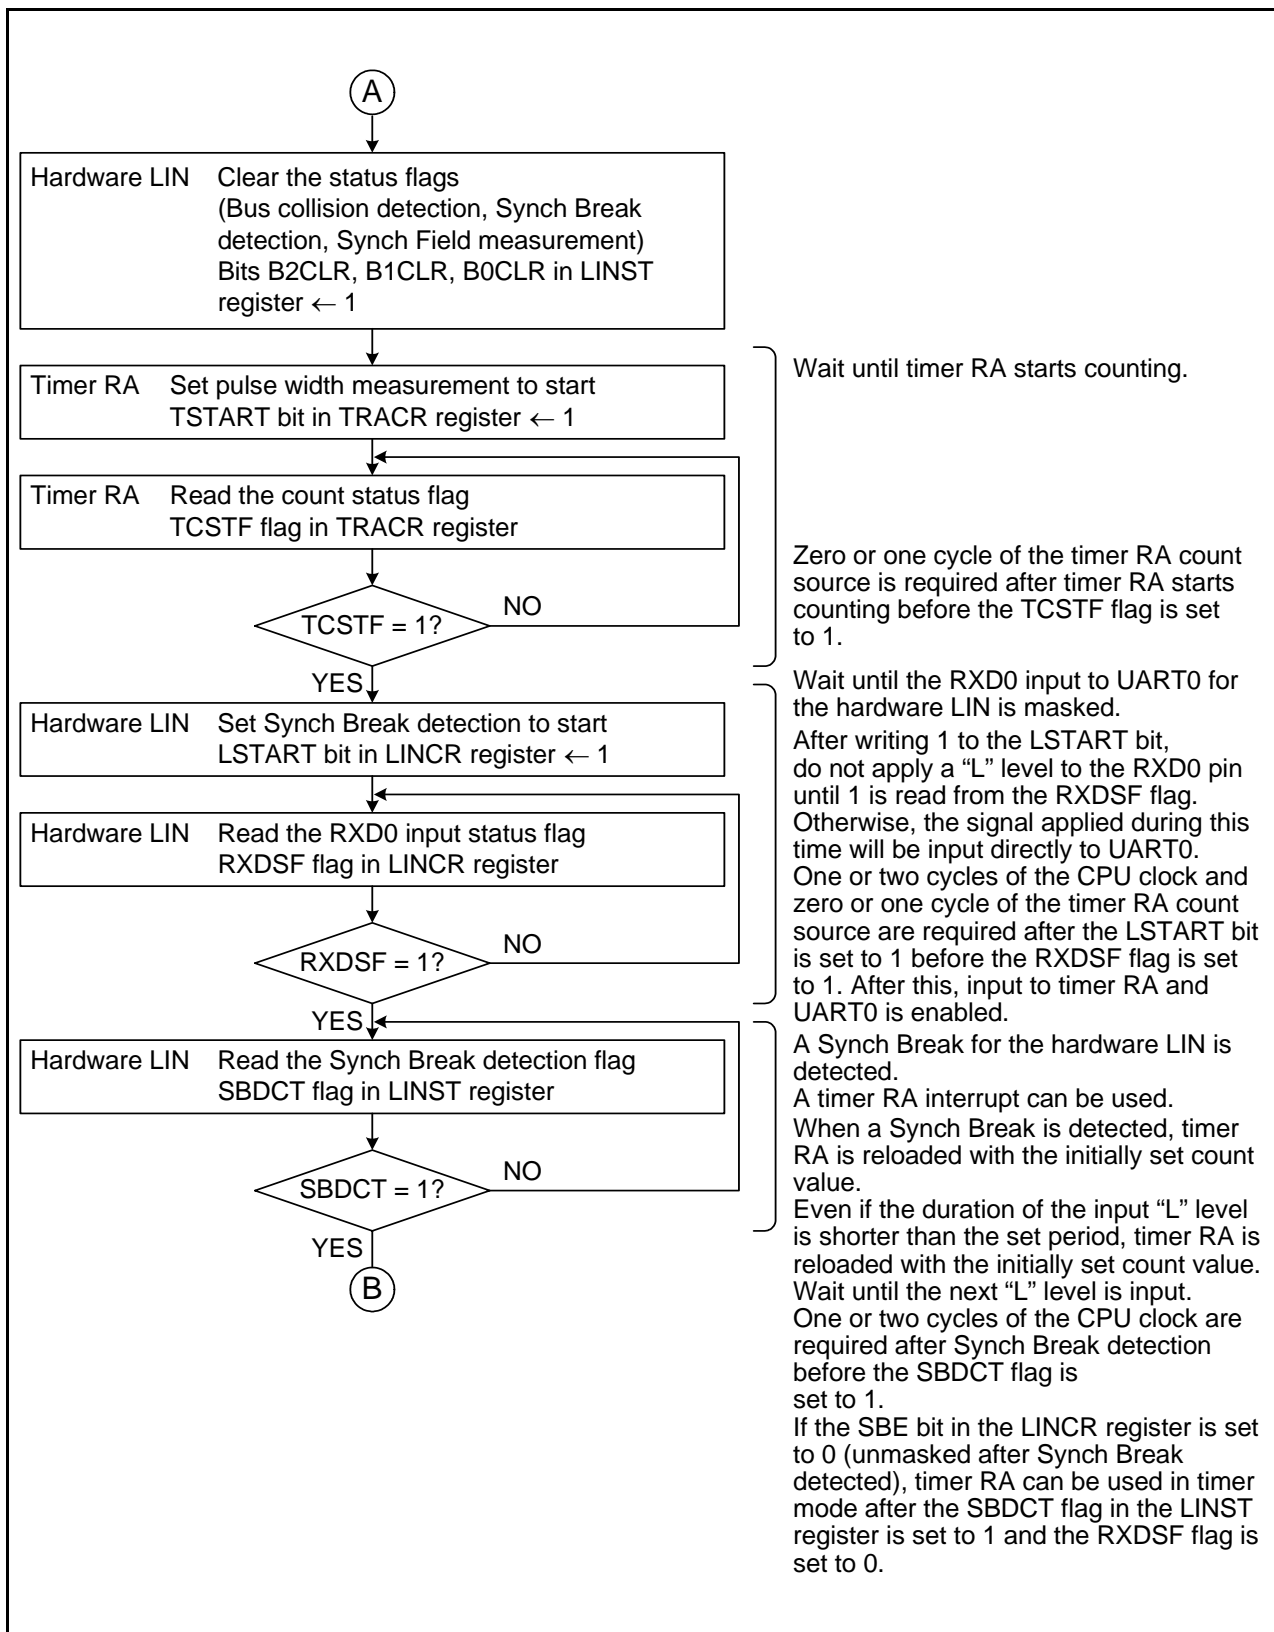 A
Hardware LIN Clear the status flags
(Bus collision detection, Synch Break
detection, Synch Field measurement)
Bits B2CLR, B1CLR, B0CLR in LINST
register ← 1
Timer RA Set pulse width measurement to start
TSTART bit in TRACR register ← 1
Wait until timer RA starts counting.
Timer RA Read the count status flag
TCSTF flag in TRACR register
TCSTF = 1?
NO
YES
Zero or one cycle of the timer RA count
source is required after timer RA starts
counting before the TCSTF flag is set
to 1.
Hardware LIN Set Synch Break detection to start
LSTART bit in LINCR register ← 1
Hardware LIN Read the RXD0 input status flag
RXDSF flag in LINCR register
RXDSF = 1?
NO
YES
Wait until the RXD0 input to UART0 for
the hardware LIN is masked.
After writing 1 to the LSTART bit,
do not apply a “L” level to the RXD0 pin
until 1 is read from the RXDSF flag.
Otherwise, the signal applied during this
time will be input directly to UART0.
One or two cycles of the CPU clock and
zero or one cycle of the timer RA count
source are required after the LSTART bit
is set to 1 before the RXDSF flag is set
to 1. After this, input to timer RA and
UART0 is enabled.
Hardware LIN Read the Synch Break detection flag
SBDCT flag in LINST register
SBDCT = 1?
NO
YES
B
A Synch Break for the hardware LIN is
detected.
A timer RA interrupt can be used.
When a Synch Break is detected, timer
RA is reloaded with the initially set count
value.
Even if the duration of the input “L” level
is shorter than the set period, timer RA is
reloaded with the initially set count value.
Wait until the next “L” level is input.
One or two cycles of the CPU clock are
required after Synch Break detection
before the SBDCT flag is
set to 1.
If the SBE bit in the LINCR register is set
to 0 (unmasked after Synch Break
detected), timer RA can be used in timer
mode after the SBDCT flag in the LINST
register is set to 1 and the RXDSF flag is
set to 0.